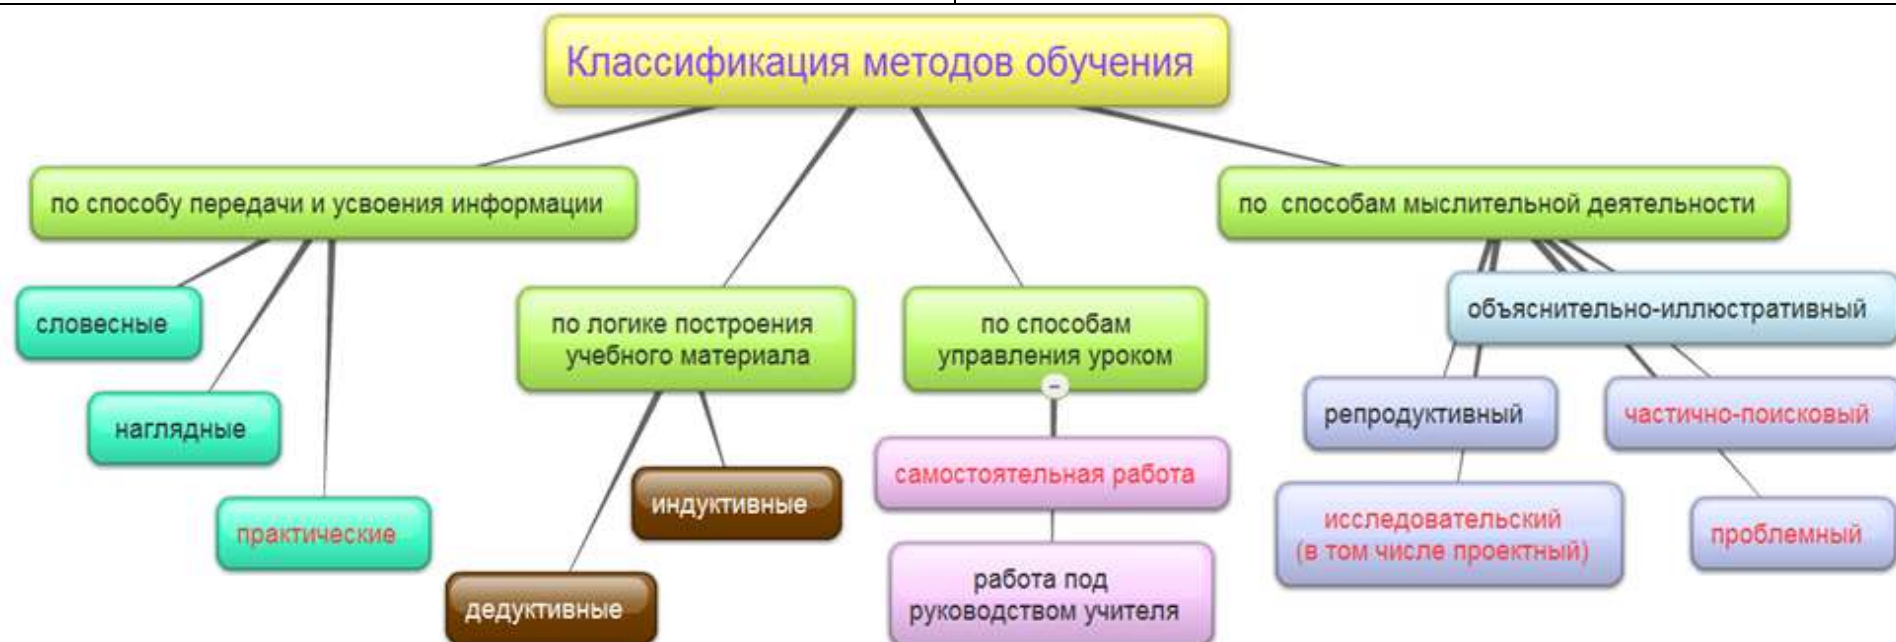 Классификация методов обучения
по способу передачи и усвоения информации
словесные
наглядные
практические
по логике построения
учебного материала
индуктивные
дедуктивные
по способам
управления уроком
–
самостоятельная работа
работа под
руководством учителя
по способам мыслительной деятельности
объяснительно-иллюстративный
репродуктивный
частично-поисковый
исследовательский
(в том числе проектный)
проблемный